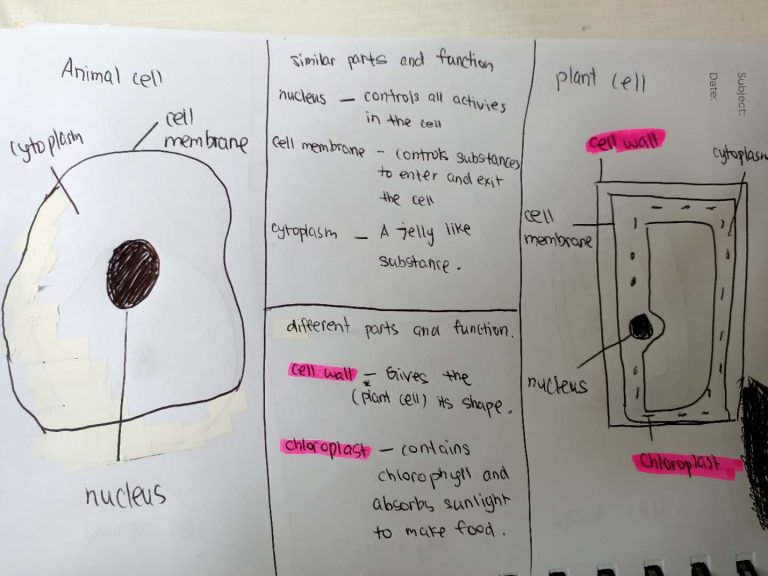 Animal cell
cytoplasm
cell
membrane
nucleus
similar parts and function
nucleus — controls all activies
in the cell
cell membrane – controls substances
to enter and exit
the cell
cytoplasm — A jelly like
substance.
difeerent parts and function.
cell wall – Gives the
(plant cell) its shape.
chloroplast – contains
chlorophyll and
absorbs sunlight
to make food.
plant cell
Subject:
Date:
cell wall
cytoplasm
cell
membrane
nucleus
Chloroplast